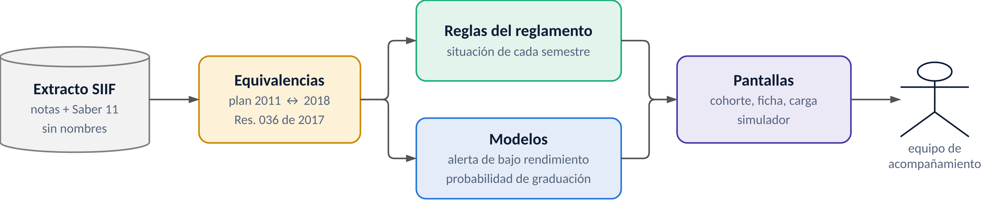 Extracto SIIF
notas + Saber 11
sin nombres
Equivalencias
plan 2011 ↔ 2018
Res. 036 de 2017
Reglas del reglamento
situación de cada semestre
Modelos
alerta de bajo rendimiento
probabilidad de graduación
Pantallas
cohorte, ficha, carga
simulador
equipo de
acompañamiento